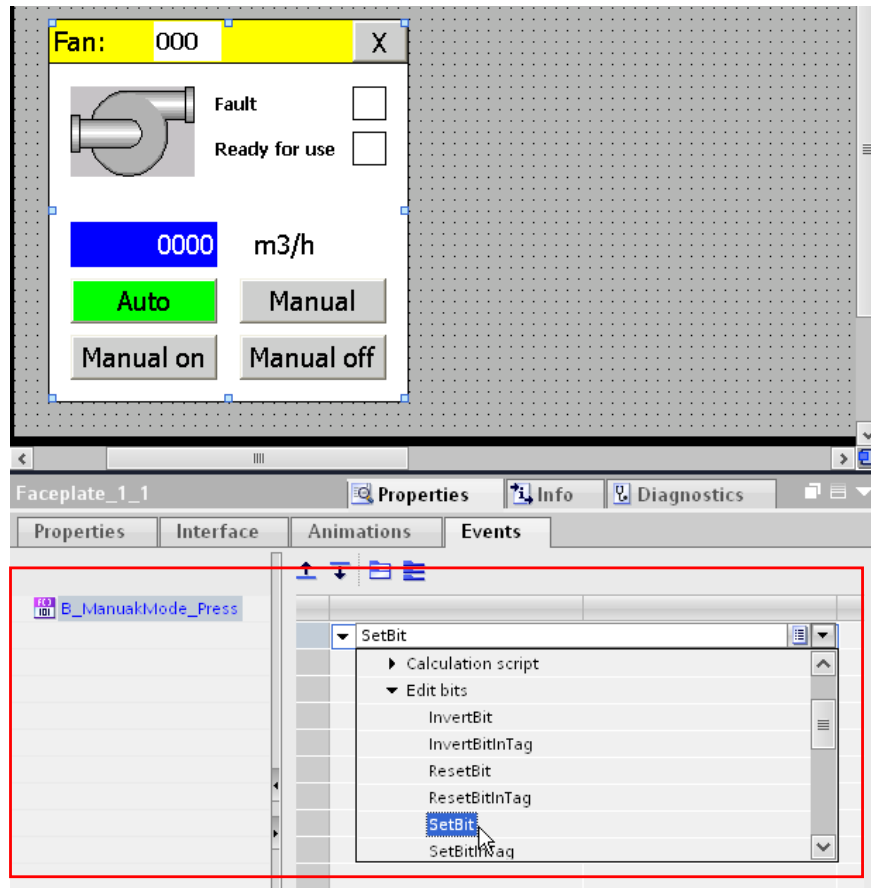 Fan: 000 X
Fault
Ready for use
0000 m3/h
Auto Manual
Manual on Manual off
Faceplate_1_1 Properties Info Diagnostics
Properties Interface Animations Events
B_ManuakMode_Press
SetBit
Calculation script
Edit bits
InvertBit
InvertBitInTag
ResetBit
ResetBitInTag
SetBit
SetBitInTag